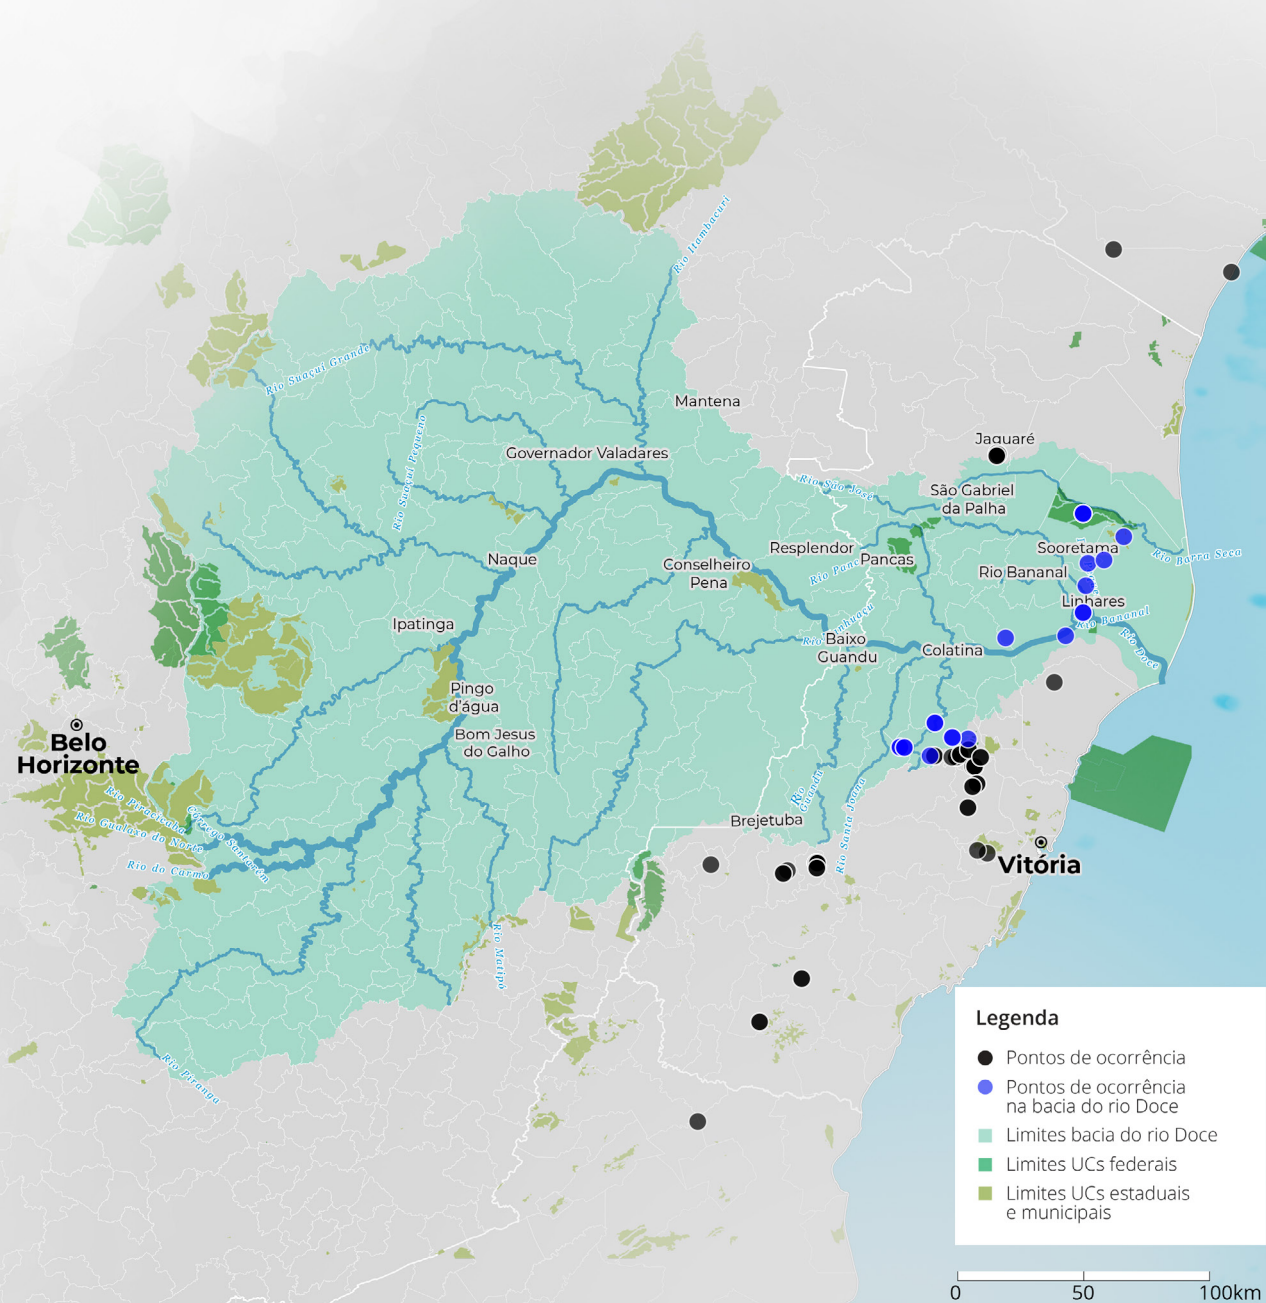 Rio Itambacuri
Rio Suaçuí Grande
Mantena
Rio Suaçuí Pequeno
Governador Valadares
Jaguaré
Rio São José
São Gabriel
da Palha
Naque
Conselheiro
Pena
Resplendor
Rio Pancas
Pancas
Sooretama
Rio Barra Seca
Rio Bananal
Linhares
Rio Bananal
Rio Doce
Ipatinga
Baixo
Guandu
Colatina
Pingo
d’água
Belo
Horizonte
Bom Jesus
do Galho
Rio Piracicaba
Rio Gualaxo do Norte
Córrego Santarém
Rio do Carmo
Rio
Guandu
Rio Santa Joana
Brejetuba
Vitória
Rio Matipó
Rio Piranga
Legenda
Pontos de ocorrência
Pontos de ocorrência
na bacia do rio Doce
Limites bacia do rio Doce
Limites UCs federais
Limites UCs estaduais
e municipais
0 50 100km